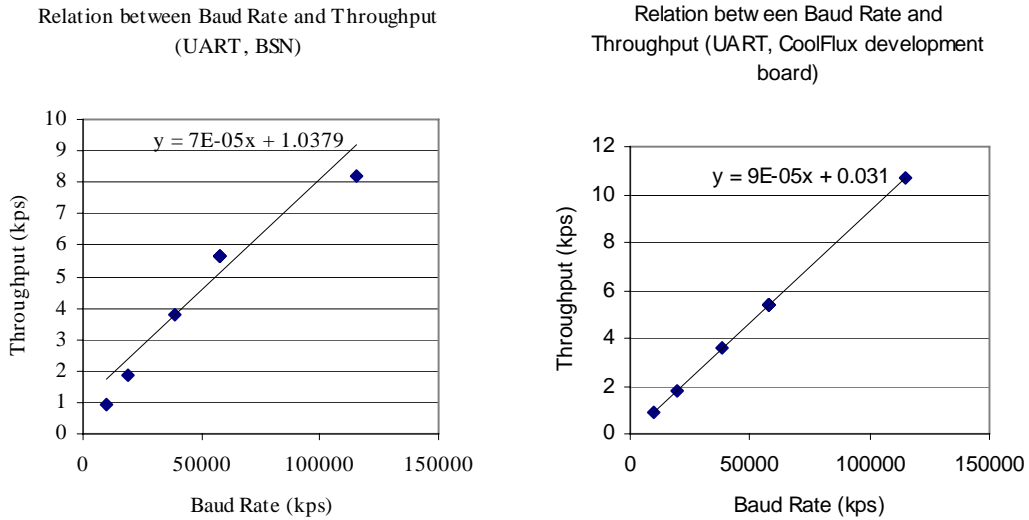 Relation between Baud Rate and Throughput
(UART, BSN)
10
9
8
7
6
5
4
3
2
1
0
y = 7E-05x + 1.0379
Throughput (kps)
0 50000 100000 150000
Baud Rate (kps)
Relation betw een Baud Rate and
Throughput (UART, CoolFlux development
board)
12
10
8
6
4
2
0
y = 9E-05x + 0.031
Throughput (kps)
0 50000 100000 150000
Baud Rate (kps)